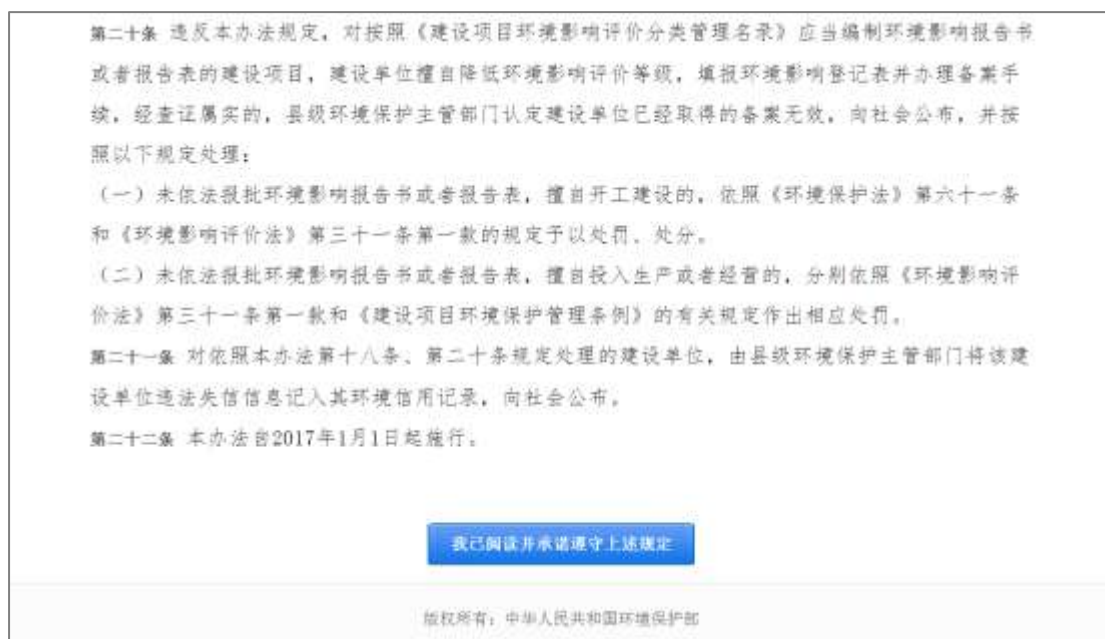 第二十条 违反本办法规定，对按照《建设项目环境影响评价分类管理名录》应当编制环境影响报告书
或者报告表的建设项目，建设单位擅自降低环境影响评价等级，填报环境影响登记表并办理备案手
续，经查证属实的，县级环境保护主管部门认定建设单位已经取得的备案无效，向社会公布，并按
照以下规定处理：
（一）未依法报批环境影响报告书或者报告表，擅自开工建设的，依照《环境保护法》第六十一条
和《环境影响评价法》第三十一条第一款的规定予以处罚、处分。
（二）未依法报批环境影响报告书或者报告表，擅自投入生产或者经营的，分别依照《环境影响评
价法》第三十一条第一款和《建设项目环境保护管理条例》的有关规定作出相应处罚。
第二十一条 对依照本办法第十八条、第二十条规定处理的建设单位，由县级环境保护主管部门将该建
设单位违法失信信息记入其环境信用记录，向社会公布。
第二十二条 本办法自2017年1月1日起施行。
我已阅读并承诺遵守上述规定
版权所有：中华人民共和国环境保护部